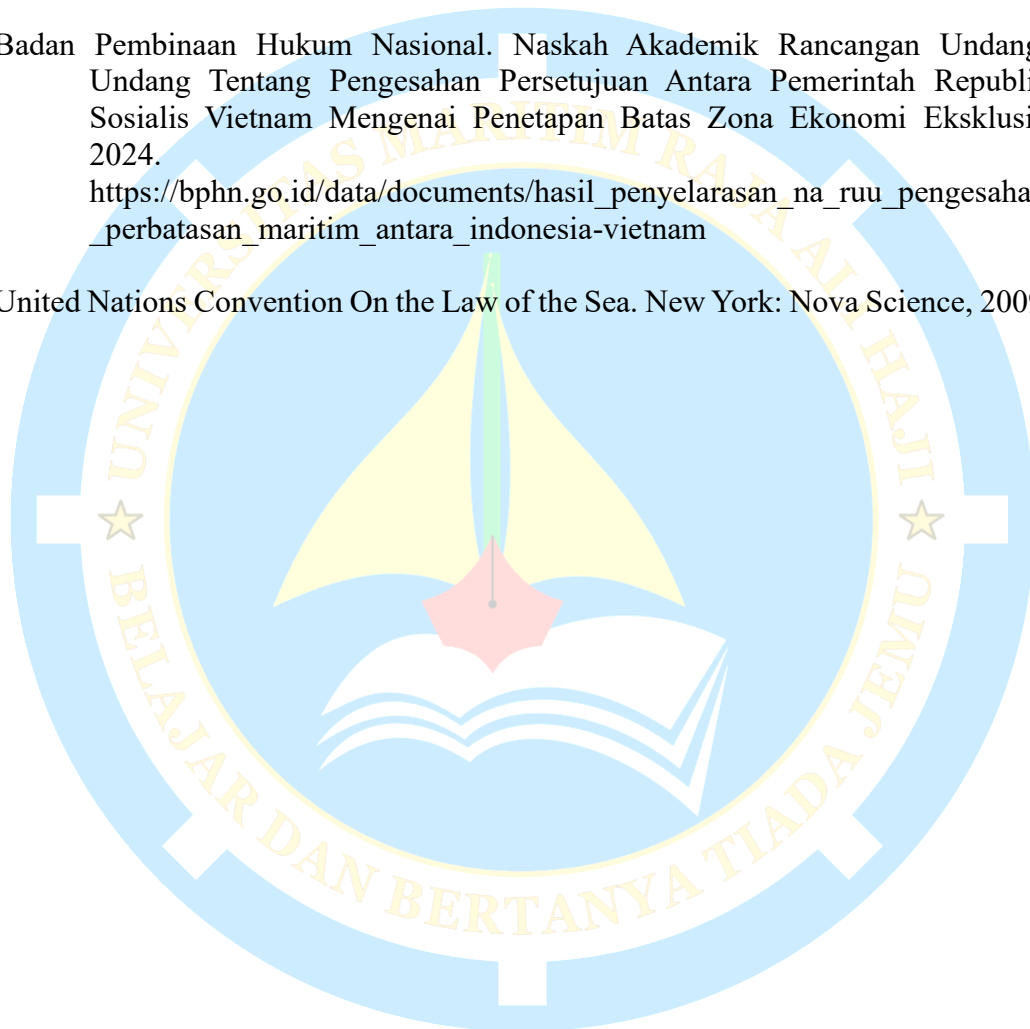 Badan Pembinaan Hukum Nasional. Naskah Akademik Rancangan Undang
Undang Tentang Pengesahan Persetujuan Antara Pemerintah Republi
Sosialis Vietnam Mengenai Penetapan Batas Zona Ekonomi Eksklusi
2024.
https://bphn.go.id/data/documents/hasil_penyelarasan_na_ruu_pengesaha
_perbatasan_maritim_antara_indonesia-vietnam
United Nations Convention On the Law of the Sea. New York: Nova Science, 2009
UNIVERSITAS MARITIM RAJA ALI HAJI
BELAJAR DAN BERTANYA TIADA JEMU